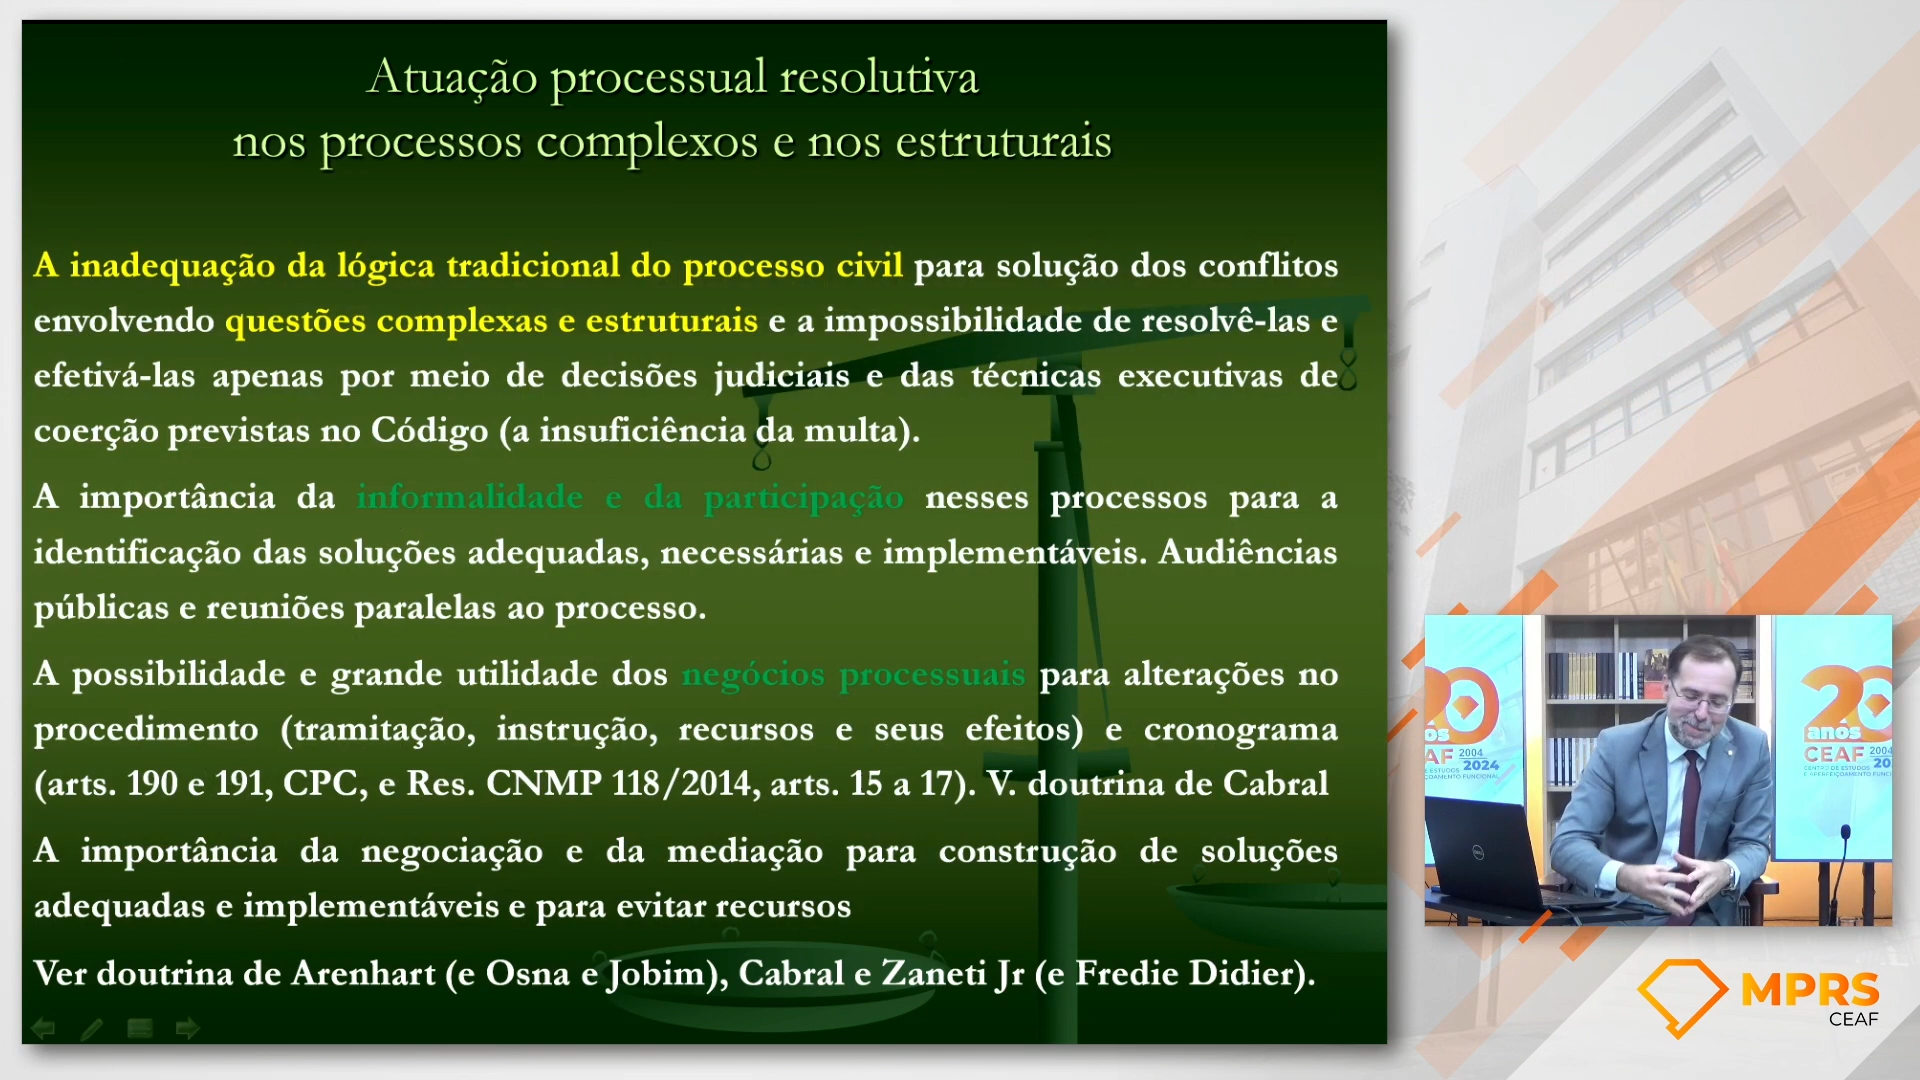 Atuação processual resolutiva
nos processos complexos e nos estruturais
A inadequação da lógica tradicional do processo civil para solução dos conflitos
envolvendo questões complexas e estruturais e a impossibilidade de resolvê-las e
efetivá-las apenas por meio de decisões judiciais e das técnicas executivas de
coerção previstas no Código (a insuficiência da multa).
A importância da informalidade e da participação nesses processos para a
identificação das soluções adequadas, necessárias e implementáveis. Audiências
públicas e reuniões paralelas ao processo.
A possibilidade e grande utilidade dos negócios processuais para alterações no
procedimento (tramitação, instrução, recursos e seus efeitos) e cronograma
(arts. 190 e 191, CPC, e Res. CNMP 118/2014, arts. 15 a 17). V. doutrina de Cabral
A importância da negociação e da mediação para construção de soluções
adequadas e implementáveis e para evitar recursos
Ver doutrina de Arenhart (e Osna e Jobim), Cabral e Zaneti Jr (e Fredie Didier).
20
os
EAF 2004
2024
20
anos
CEAF 2004
20
MPRS
CEAF